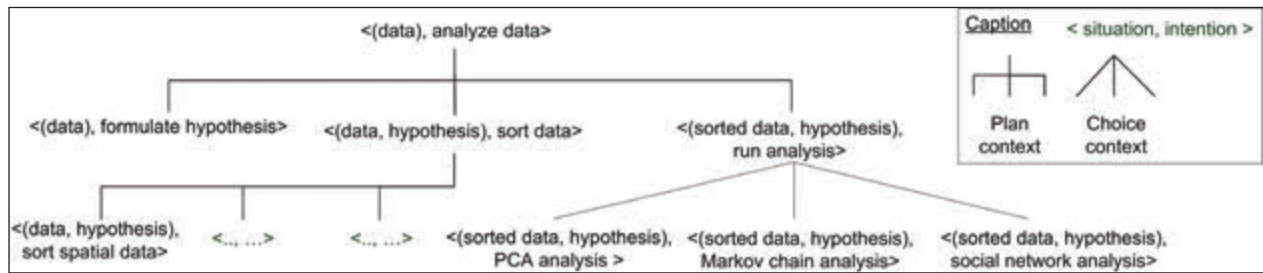 <(data), analyze data>
<(data), formulate hypothesis>
<(data, hypothesis), sort data>
<(sorted data, hypothesis),
run analysis>
<(data, hypothesis),
sort spatial data>
<.., ...>
<.., ...>
<(sorted data, hypothesis),
PCA analysis >
<(sorted data, hypothesis),
Markov chain analysis>
<(sorted data, hypothesis),
social network analysis>
Caption
< situation, intention >
Plan
context
Choice
context